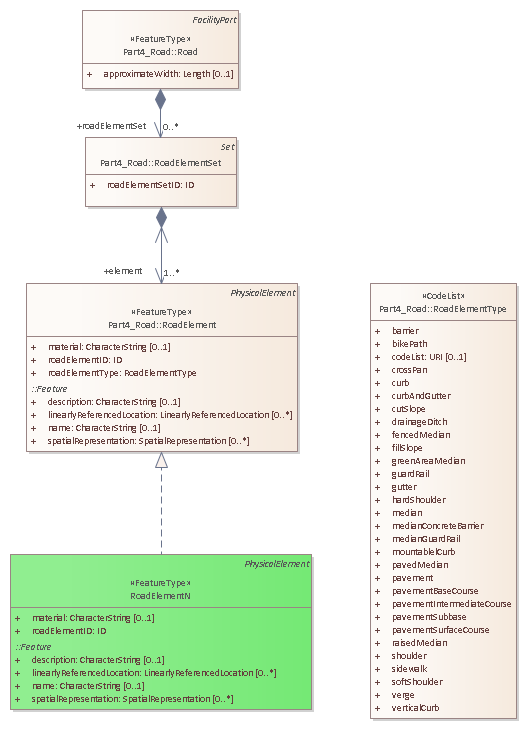 FacilityPart
«FeatureType»
Part4_Road::Road
+ approximateWidth: Length [0..1]
+roadElementSet 0..*
Set
Part4_Road::RoadElementSet
+ roadElementSetID: ID
+element 1..*
PhysicalElement
«FeatureType»
Part4_Road::RoadElement
+ material: CharacterString [0..1]
+ roadElementID: ID
+ roadElementType: RoadElementType
::Feature
+ description: CharacterString [0..1]
+ linearlyReferencedLocation: LinearlyReferencedLocation [0..*]
+ name: CharacterString [0..1]
+ spatialRepresentation: SpatialRepresentation [0..*]
PhysicalElement
«FeatureType»
RoadElementN
+ material: CharacterString [0..1]
+ roadElementID: ID
::Feature
+ description: CharacterString [0..1]
+ linearlyReferencedLocation: LinearlyReferencedLocation [0..*]
+ name: CharacterString [0..1]
+ spatialRepresentation: SpatialRepresentation [0..*]
«CodeList»
Part4_Road::RoadElementType
+ barrier
+ bikePath
+ codeList: URI [0..1]
+ crossPan
+ curb
+ curbAndGutter
+ cutSlope
+ drainageDitch
+ fencedMedian
+ fillSlope
+ greenAreaMedian
+ guardRail
+ gutter
+ hardShoulder
+ median
+ medianConcreteBarrier
+ medianGuardRail
+ mountablCurb
+ pavedMedian
+ pavement
+ pavementBaseCourse
+ pavementIntermediateCourse
+ pavementSubbase
+ pavementSurfaceCourse
+ raisedMedian
+ shoulder
+ sidewalk
+ softShoulder
+ verge
+ verticalCurb